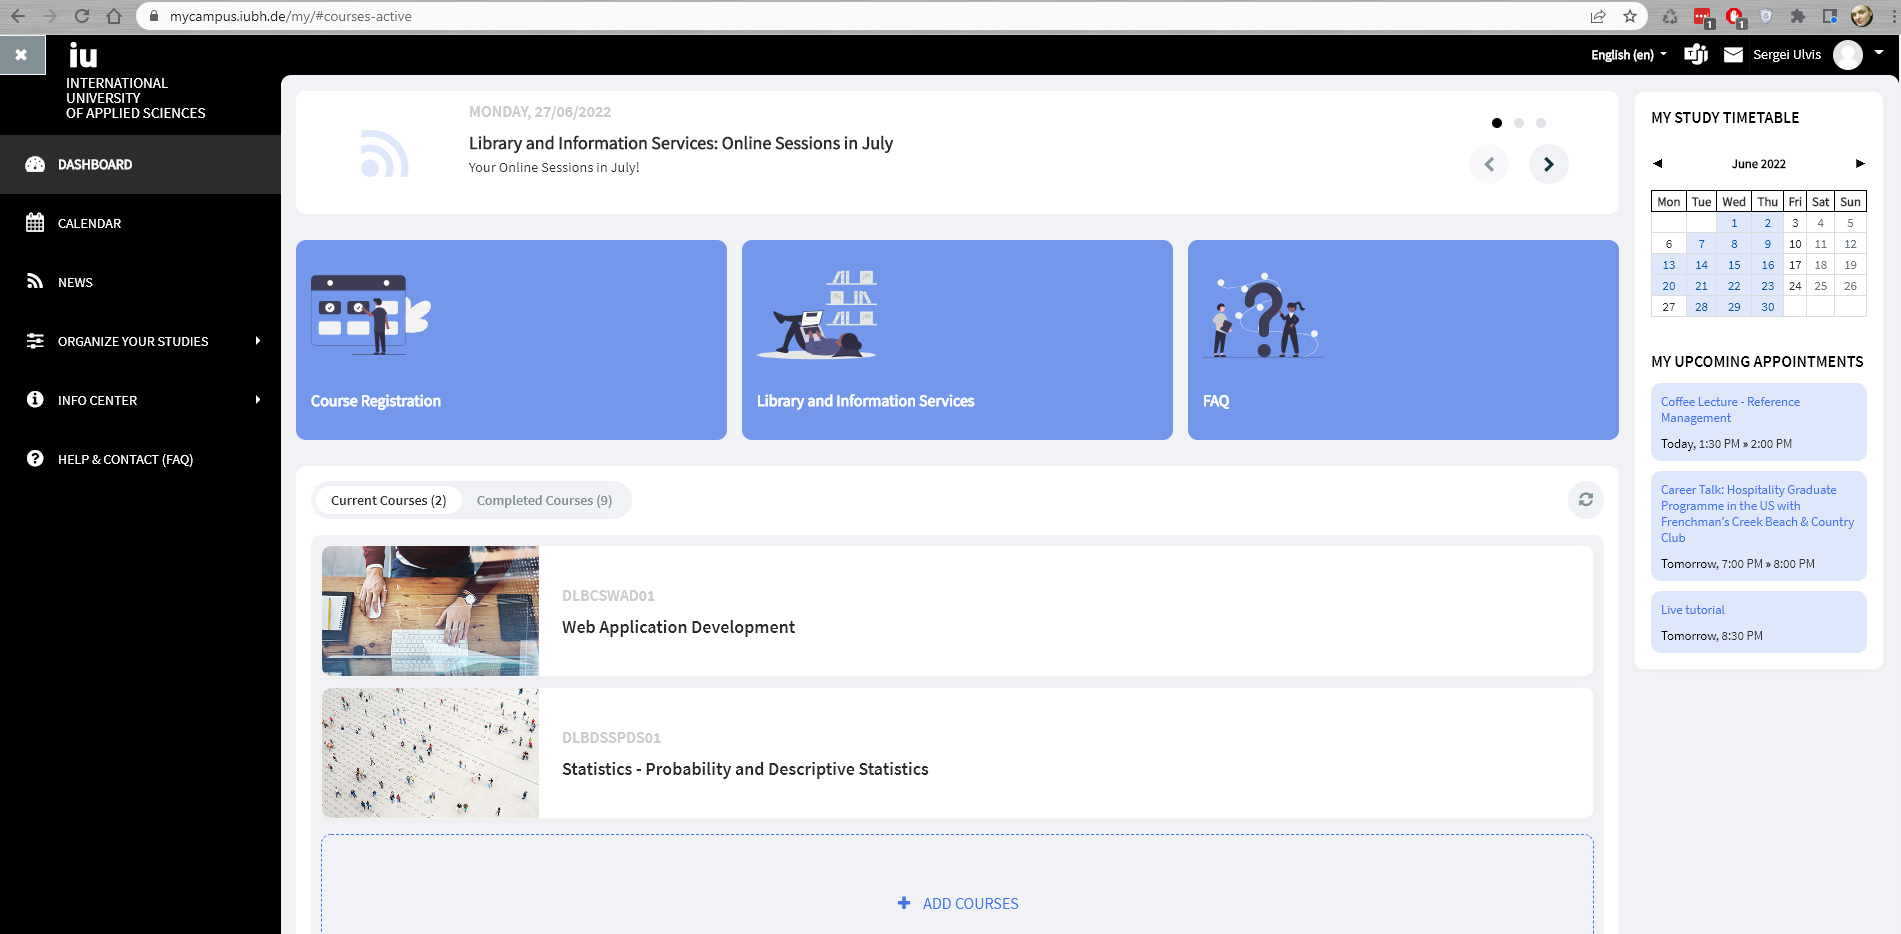 mycampus.iubh.de/my/#courses-active
1
1
iu
INTERNATIONAL
UNIVERSITY
OF APPLIED SCIENCES
English (en)
Sergei Ulvis
DASHBOARD
CALENDAR
NEWS
ORGANIZE YOUR STUDIES
INFO CENTER
HELP & CONTACT (FAQ)
MONDAY, 27/06/2022
Library and Information Services: Online Sessions in July
Your Online Sessions in July!
Course Registration
Library and Information Services
FAQ
Current Courses (2)
Completed Courses (9)
DLBCSWAD01
Web Application Development
DLBDSSPDS01
Statistics - Probability and Descriptive Statistics
ADD COURSES
MY STUDY TIMETABLE
June 2022
Mon Tue Wed Thu Fri Sat Sun
1 2 3 4 5
6 7 8 9 10 11 12
13 14 15 16 17 18 19
20 21 22 23 24 25 26
27 28 29 30
MY UPCOMING APPOINTMENTS
Coffee Lecture - Reference
Management
Today, 1:30 PM » 2:00 PM
Career Talk: Hospitality Graduate
Programme in the US with
Frenchman's Creek Beach & Country
Club
Tomorrow, 7:00 PM » 8:00 PM
Live tutorial
Tomorrow, 8:30 PM